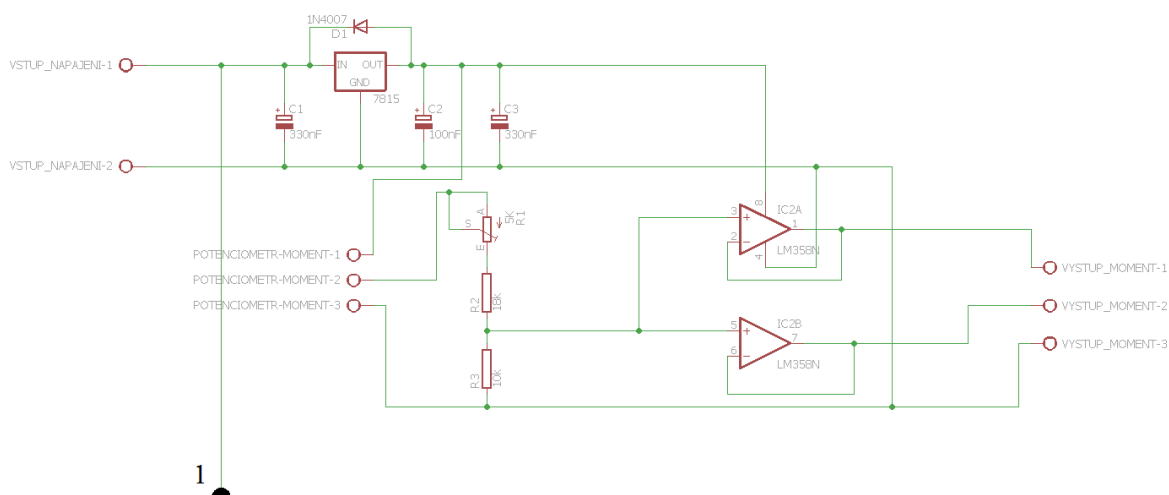 1N4007
D1
VSTUP_NAPAJENI-1
IN OUT
GND
7815
C1
330nF
C2
100nF
C3
330nF
VSTUP_NAPAJENI-2
A
S
E
5K
R1
POTENCIOMETR-MOMENT-1
POTENCIOMETR-MOMENT-2
POTENCIOMETR-MOMENT-3
R2
18K
R3
10K
3
2
8
4
1
+
−
IC2A
LM358N
5
6
7
+
−
IC2B
LM358N
VYSTUP_MOMENT-1
VYSTUP_MOMENT-2
VYSTUP_MOMENT-3
1